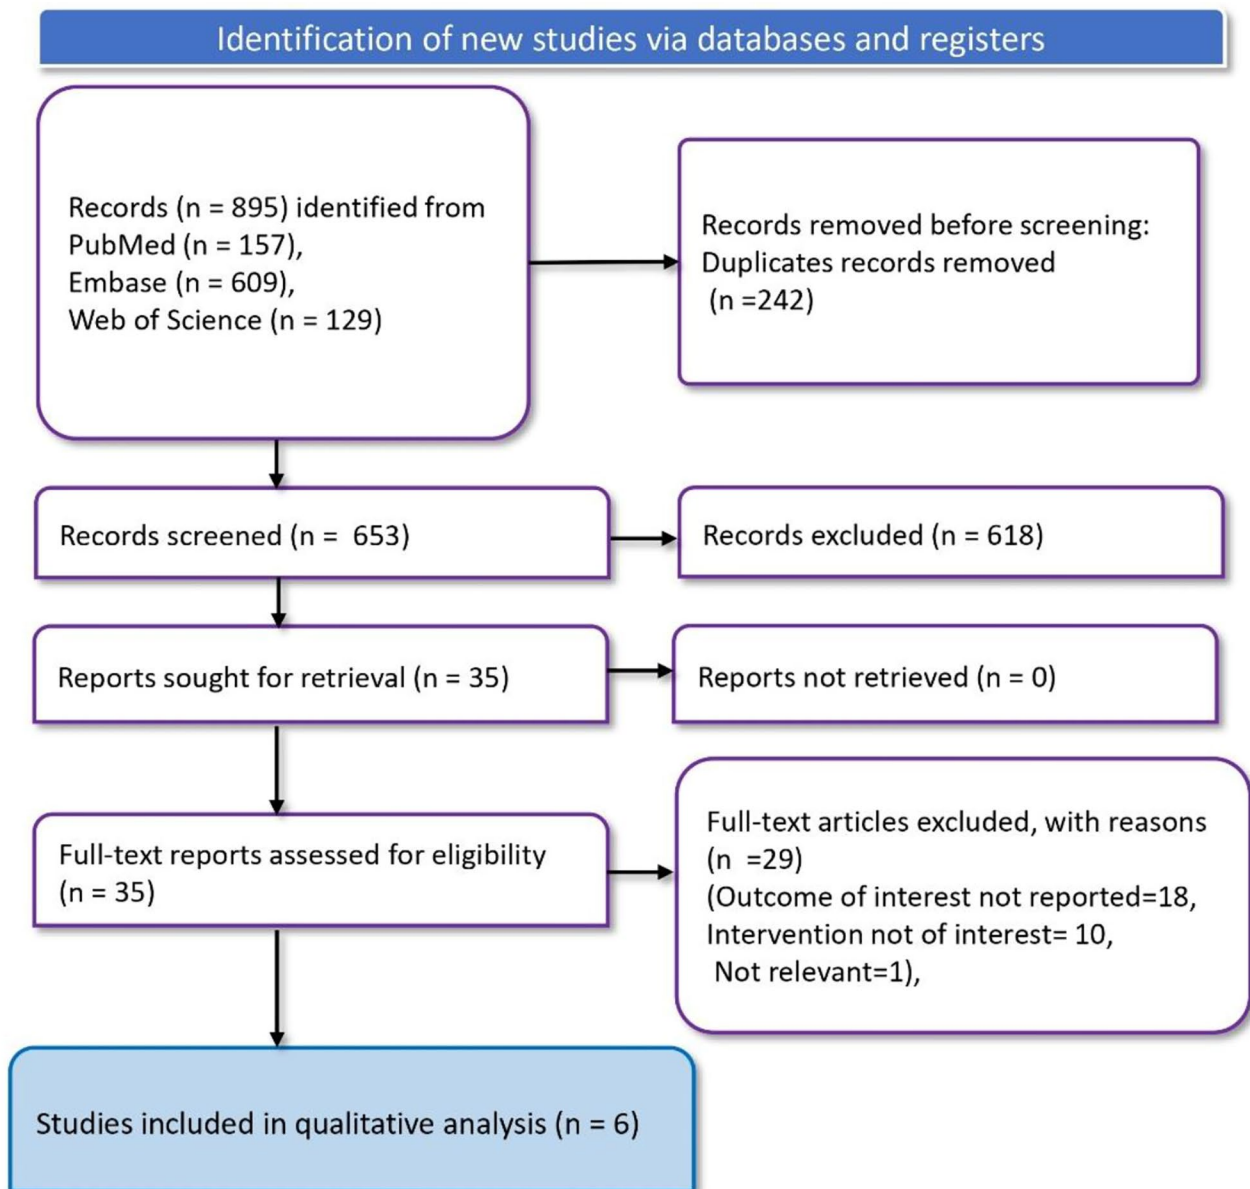 Identification of new studies via databases and registers
Records (n = 895) identified from
PubMed (n = 157),
Embase (n = 609),
Web of Science (n = 129)
Records removed before screening:
Duplicates records removed
(n =242)
Records screened (n =  653)
Records excluded (n = 618)
Reports sought for retrieval (n = 35)
Reports not retrieved (n = 0)
Full-text reports assessed for eligibility
(n = 35)
Full-text articles excluded, with reasons
(n  =29)
(Outcome of interest not reported=18,
Intervention not of interest= 10,
Not relevant=1),
Studies included in qualitative analysis (n = 6)